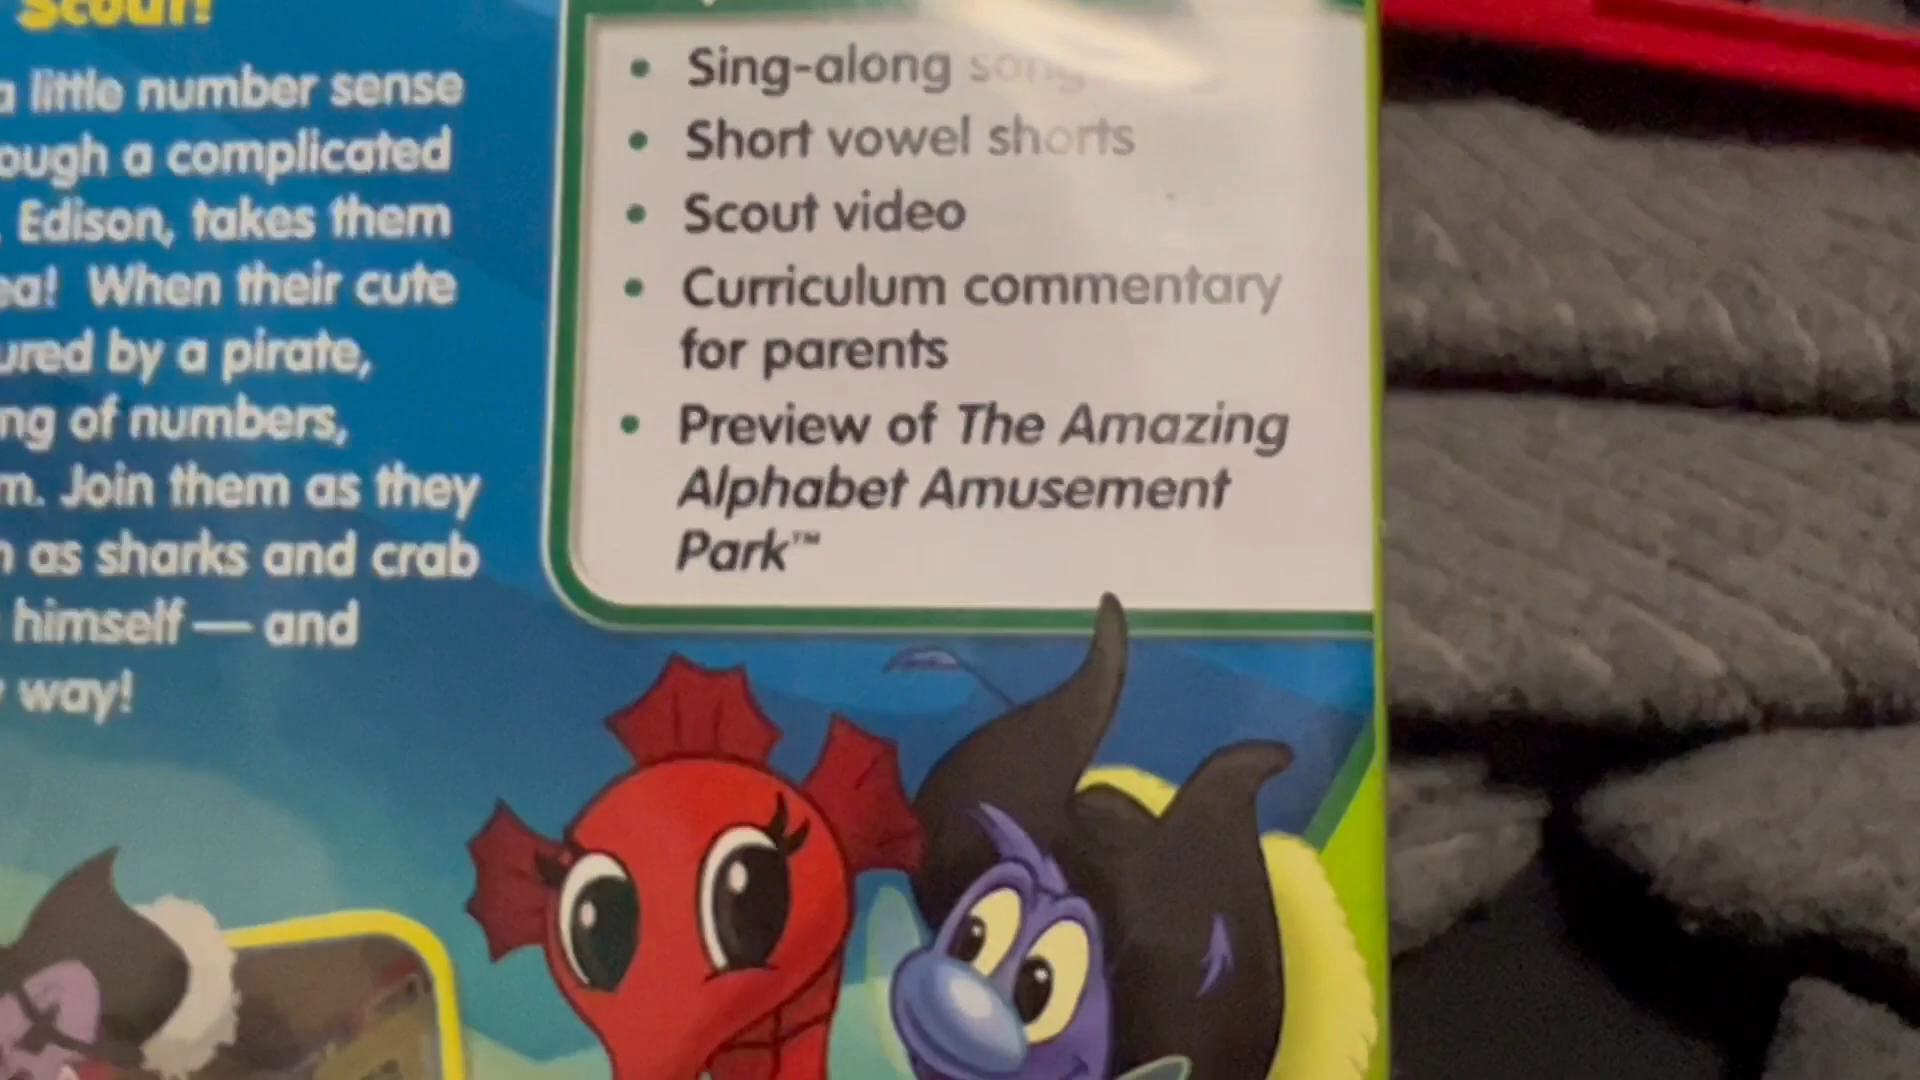 Scout!
a little number sense
ough a complicated
Edison, takes them
ea! When their cute
ured by a pirate,
ng of numbers,
m. Join them as they
as sharks and crab
himself — and
way!
• Sing-along song
• Short vowel shorts
• Scout video
• Curriculum commentary
for parents
• Preview of The Amazing
Alphabet Amusement
Park™